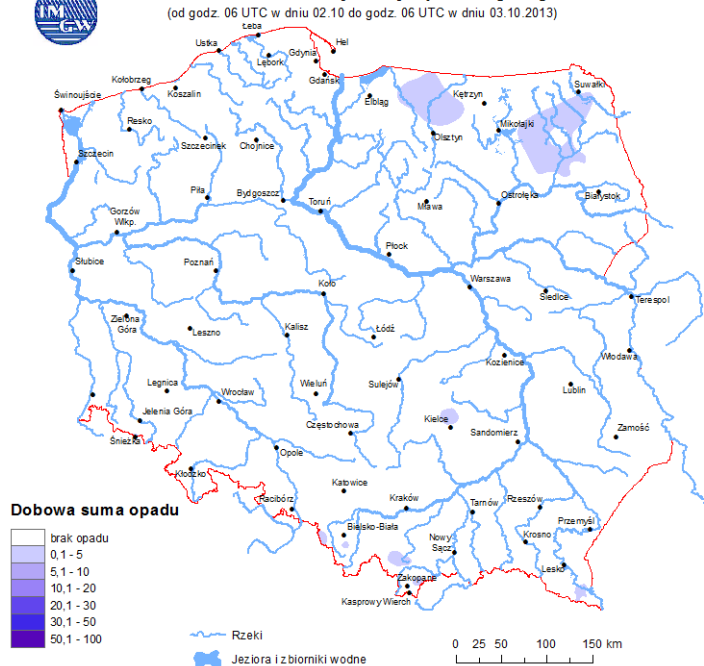 IM
GW
(od godz. 06 UTC w dniu 02.10 do godz. 06 UTC w dniu 03.10.2013)
Łeba
Ustka
Hel
Gdynia
Lębork
Gdańsk
Kołobrzeg
Koszalin
Świnoujście
Elbląg
Kętrzyn
Suwałki
Resko
Szczecinek
Chojnice
Olsztyn
Mikołajki
Szczecin
Piła
Bydgoszcz
Toruń
Mława
Ostrołęka
Białystok
Gorzów
Wlkp.
Płock
Słubice
Poznań
Koło
Warszawa
Siedlce
Terespol
Zielona
Góra
Leszno
Kalisz
Łódź
Kozienice
Włodawa
Legnica
Wrocław
Wieluń
Sulejów
Lublin
Jelenia Góra
Śnieżka
Częstochowa
Kielce
Sandomierz
Zamość
Opole
Kłodzko
Katowice
Racibórz
Kraków
Tarnów
Rzeszów
Przemyśl
Bielsko-Biała
Nowy
Sącz
Krosno
Lesko
Zakopane
Kasprowy Wierch
Dobowa suma opadu
brak opadu
0,1 - 5
5,1 - 10
10,1 - 20
20,1 - 30
30,1 - 50
50,1 - 100
Rzeki
Jeziora i zbiorniki wodne
0 25 50 100 150 km